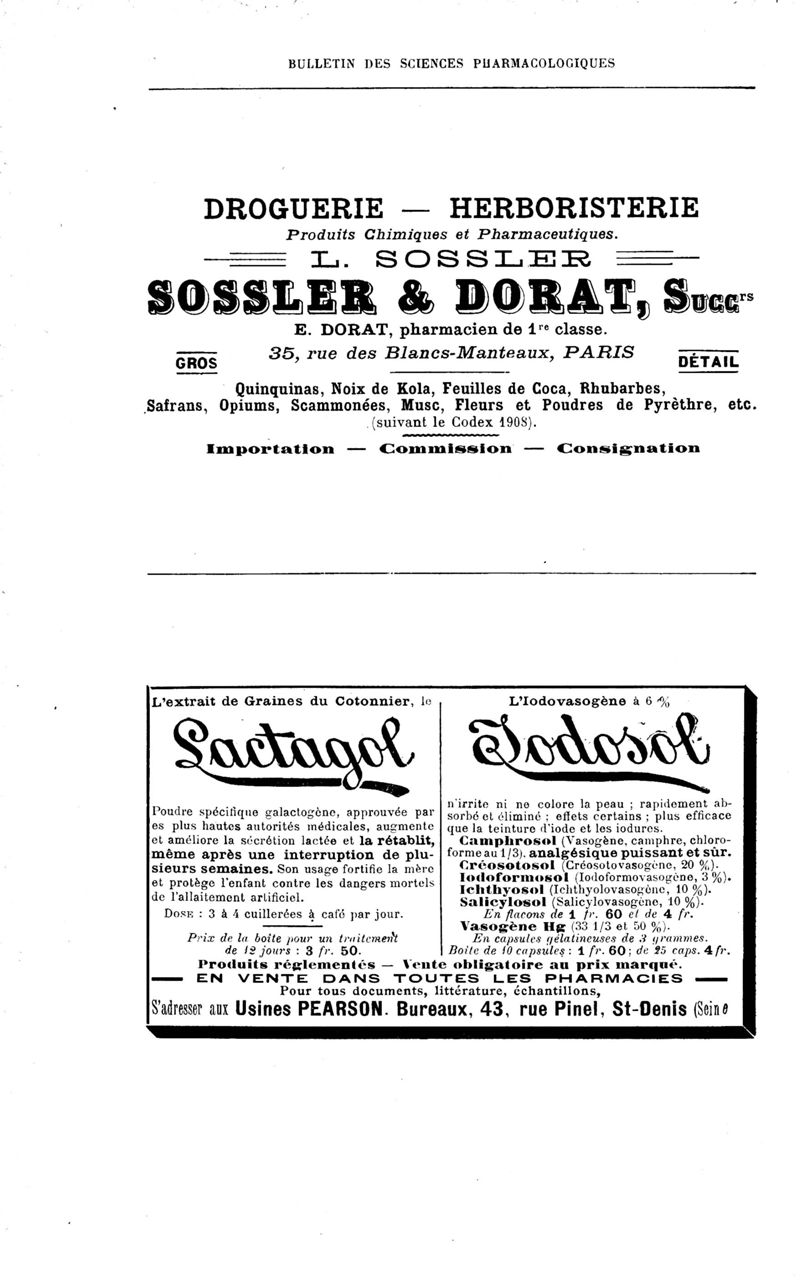 BULLETIN DES SCIENCES PHARMACOLOGIQUES
DROGUERIE — HERBORISTERIE
Produits Chimiques et Pharmaceutiques.
L. SOSSLER
SOSSLER & DORAT, Succrs
E. DORAT, pharmacien de 1re classe.
35, rue des Blancs-Manteaux, PARIS
GROS
DÉTAIL
Quinquinas, Noix de Kola, Feuilles de Coca, Rhubarbes,
Safrans, Opiums, Scammonées, Musc, Fleurs et Poudres de Pyrèthre, etc.
(suivant le Codex 1908).
Importation — Commission — Consignation
L'extrait de Graines du Cotonnier, le
Lactagol
Poudre spécifique galactogène, approuvée par
es plus hautes autorités médicales, augmente
et améliore la sécrétion lactée et la rétablit,
même après une interruption de plu-
sieurs semaines. Son usage fortifie la mère
et protège l'enfant contre les dangers mortels
de l'allaitement artificiel.
DOSE : 3 à 4 cuillerées à café par jour.
Prix de la boîte pour un traitement
de 12 jours : 3 fr. 50.
L'Iodovasogène à 6 %
Iodosol
n'irrite ni ne colore la peau ; rapidement ab-
sorbé et éliminé ; effets certains ; plus efficace
que la teinture d'iode et les iodures.
Camphrosol (Vasogène, camphre, chloro-
forme au 1/3). analgésique puissant et sûr.
Créosotosol (Créosotovasogène, 20 %).
Iodoformosol (Iodoformovasogène, 3 %).
Ichthyosol (Ichthyolovasogène, 10 %).
Salicylosol (Salicylovasogène, 10 %).
En flacons de 1 fr. 60 et de 4 fr.
Vasogène Hg (33 1/3 et 50 %).
En capsules gélatineuses de 3 grammes.
Boîte de 10 capsules : 1 fr. 60 ; de 25 caps. 4 fr.
Produits réglementés — Vente obligatoire au prix marqué.
EN VENTE DANS TOUTES LES PHARMACIES
Pour tous documents, littérature, échantillons,
S'adresser aux Usines PEARSON. Bureaux, 43, rue Pinel, St-Denis (Seine